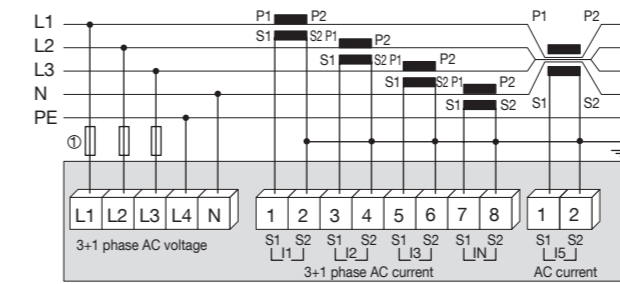 L1 P1 P2 P1 P2
L2 S1 S2 P1 P2
L3 S1 S2 P1 P2
N S1 S2 P1 P2
PE S1 S2 S1 S2
①
L1 L2 L3 L4 N 1 2 3 4 5 6 7 8 1 2
S1 S2 S1 S2 S1 S2 S1 S2 S1 S2
I1 I2 I3 IN I5
3+1 phase AC voltage 3+1 phase AC current AC current